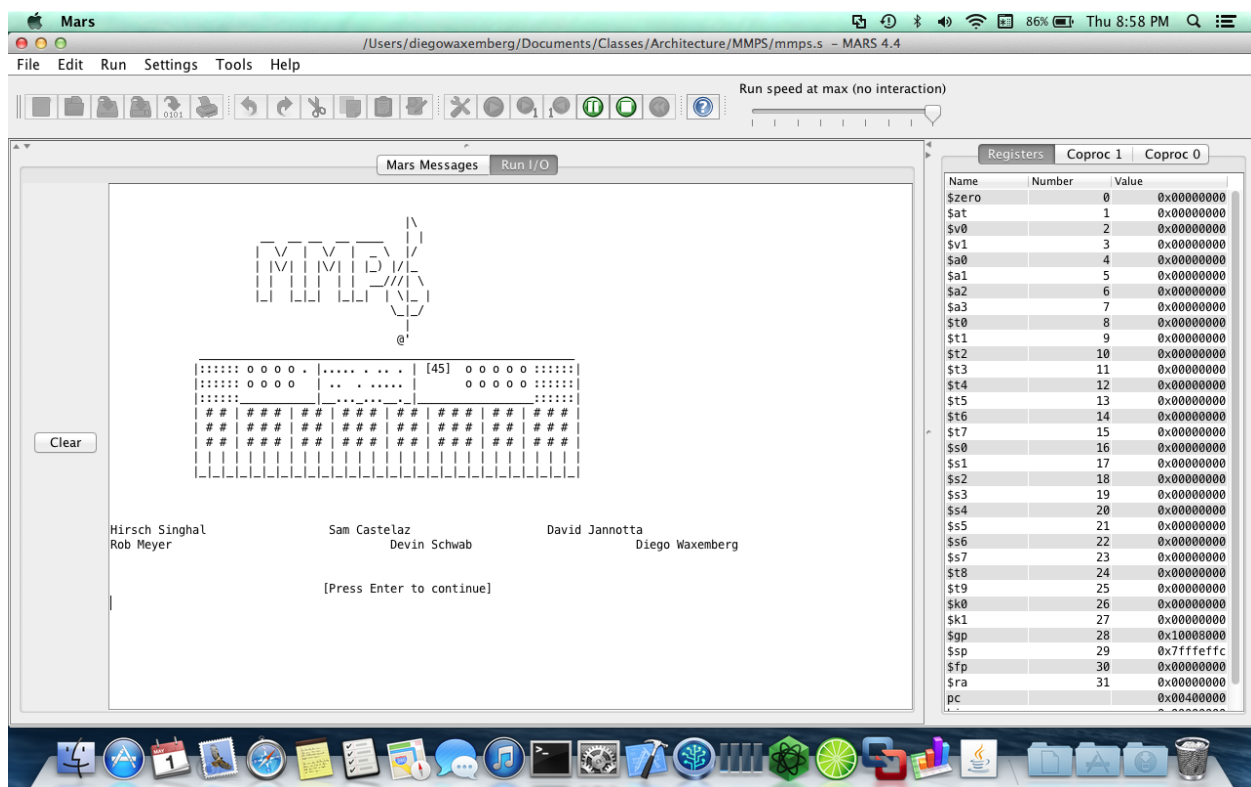 Mars
86%
Thu 8:58 PM
/Users/diegowaxemberg/Documents/Classes/Architecture/MMPS/mmps.s - MARS 4.4
File Edit Run Settings Tools Help
Run speed at max (no interaction)
Mars Messages Run I/O
Registers Coproc 1 Coproc 0
Name Number Value
$zero 0 0x00000000
$at 1 0x00000000
$v0 2 0x00000000
$v1 3 0x00000000
$a0 4 0x00000000
$a1 5 0x00000000
$a2 6 0x00000000
$a3 7 0x00000000
$t0 8 0x00000000
$t1 9 0x00000000
$t2 10 0x00000000
$t3 11 0x00000000
$t4 12 0x00000000
$t5 13 0x00000000
$t6 14 0x00000000
$t7 15 0x00000000
$s0 16 0x00000000
$s1 17 0x00000000
$s2 18 0x00000000
$s3 19 0x00000000
$s4 20 0x00000000
$s5 21 0x00000000
$s6 22 0x00000000
$s7 23 0x00000000
$t8 24 0x00000000
$t9 25 0x00000000
$k0 26 0x00000000
$k1 27 0x00000000
$gp 28 0x10008000
$sp 29 0x7fffeffc
$fp 30 0x00000000
$ra 31 0x00000000
pc 0x00400000
MMPS
[45]
Clear
Hirsch Singhal Sam Castelaz David Jannotta
Rob Meyer Devin Schwab Diego Waxemberg
[Press Enter to continue]
MAY
1